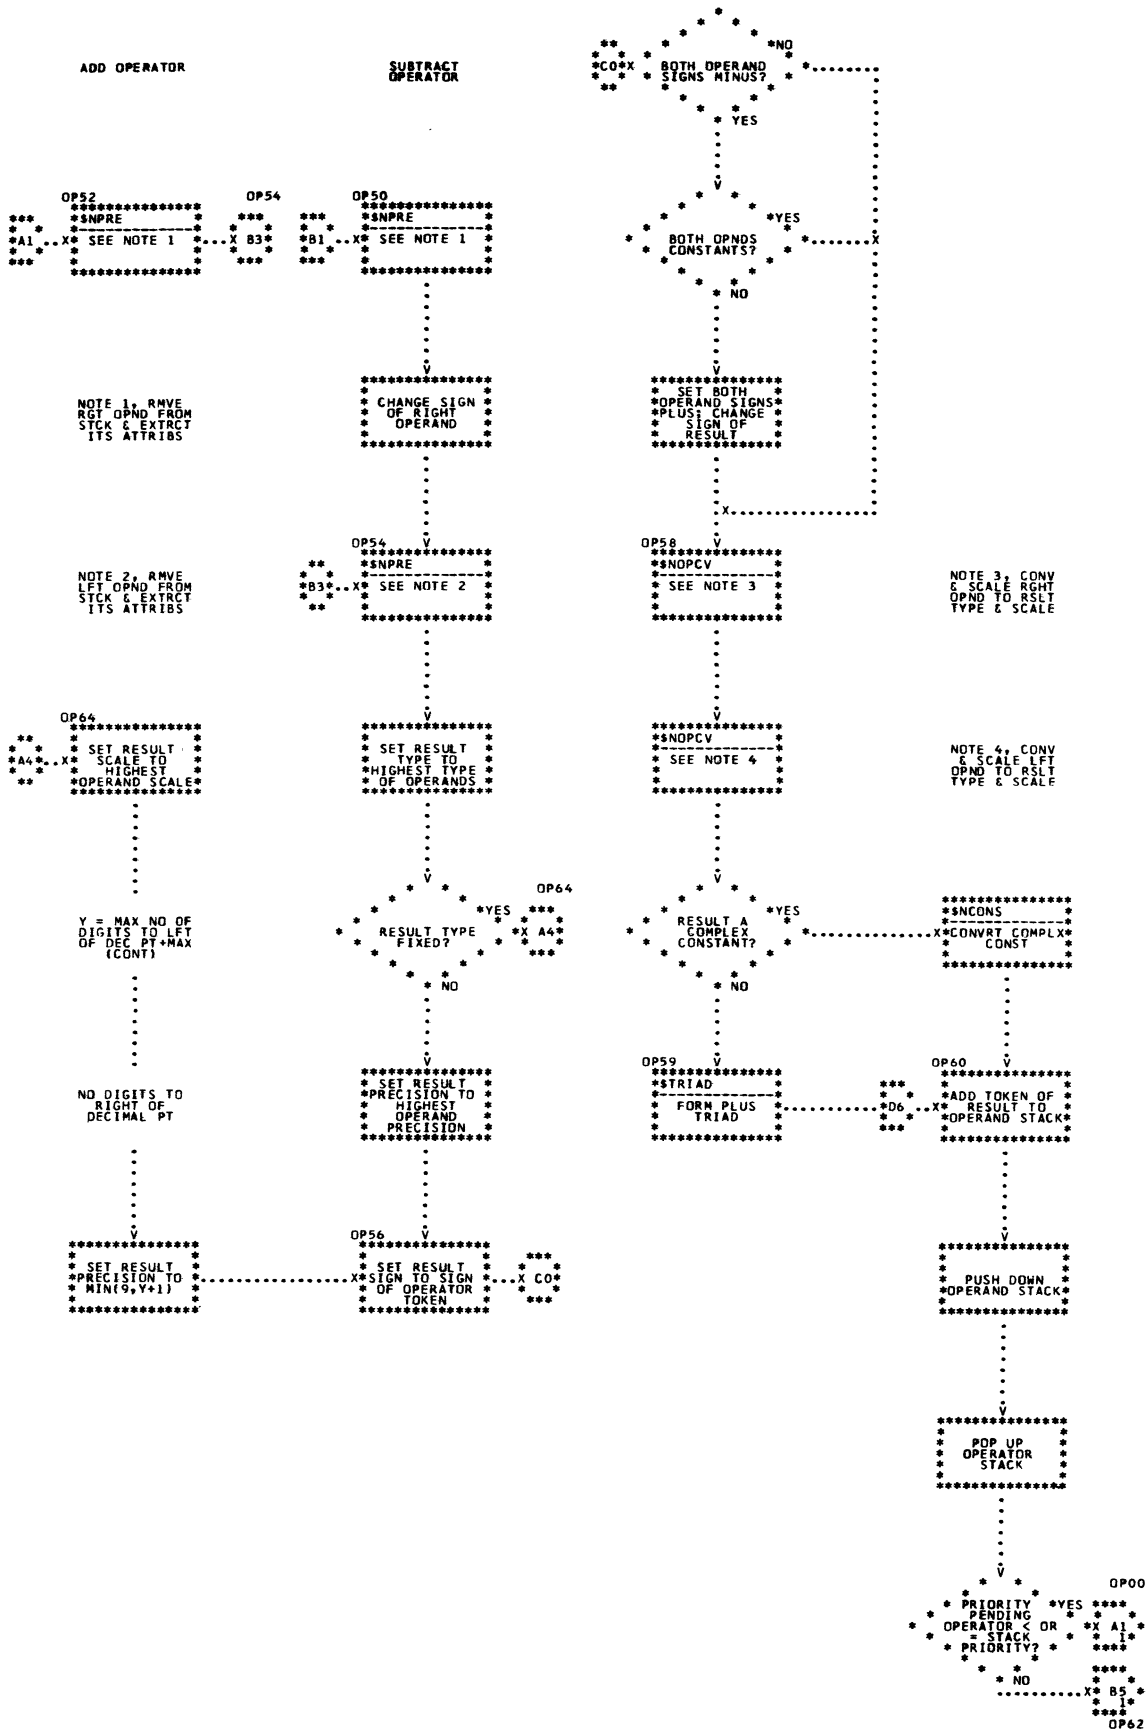 ADD OPERATOR
SUBTRACT
OPERATOR
C0
BOTH OPERAND
SIGNS MINUS?
NO
YES
OP52
$NPRE
A1
SEE NOTE 1
OP54
B3
OP50
$NPRE
B1
SEE NOTE 1
BOTH OPNDS
CONSTANTS?
YES
NO
NOTE 1, RMVE
RGT OPND FROM
STCK & EXTRCT
ITS ATTRIBS
CHANGE SIGN
OF RIGHT
OPERAND
SET BOTH
OPERAND SIGNS
PLUS; CHANGE
SIGN OF
RESULT
NOTE 2, RMVE
LFT OPND FROM
STCK & EXTRCT
ITS ATTRIBS
OP54
$NPRE
B3
SEE NOTE 2
OP58
$NOPCV
SEE NOTE 3
NOTE 3, CONV
& SCALE RGHT
OPND TO RSLT
TYPE & SCALE
OP64
A4
SET RESULT
SCALE TO
HIGHEST
OPERAND SCALE
SET RESULT
TYPE TO
HIGHEST TYPE
OF OPERANDS
$NOPCV
SEE NOTE 4
NOTE 4, CONV
& SCALE LFT
OPND TO RSLT
TYPE & SCALE
Y = MAX NO OF
DIGITS TO LFT
OF DEC PT+MAX
(CONT)
RESULT TYPE
FIXED?
YES
NO
OP64
A4
RESULT A
COMPLEX
CONSTANT?
YES
NO
$NCONS
CONVRT COMPLX
CONST
NO DIGITS TO
RIGHT OF
DECIMAL PT
SET RESULT
PRECISION TO
HIGHEST
OPERAND
PRECISION
OP59
$TRIAD
FORM PLUS
TRIAD
D6
OP60
ADD TOKEN OF
RESULT TO
OPERAND STACK
SET RESULT
PRECISION TO
MIN(9,Y+1)
OP56
SET RESULT
SIGN TO SIGN
OF OPERATOR
TOKEN
C0
PUSH DOWN
OPERAND STACK
POP UP
OPERATOR
STACK
PRIORITY
PENDING
OPERATOR < OR
= STACK
PRIORITY?
YES
OP00
A1
1
NO
B5
1
OP62